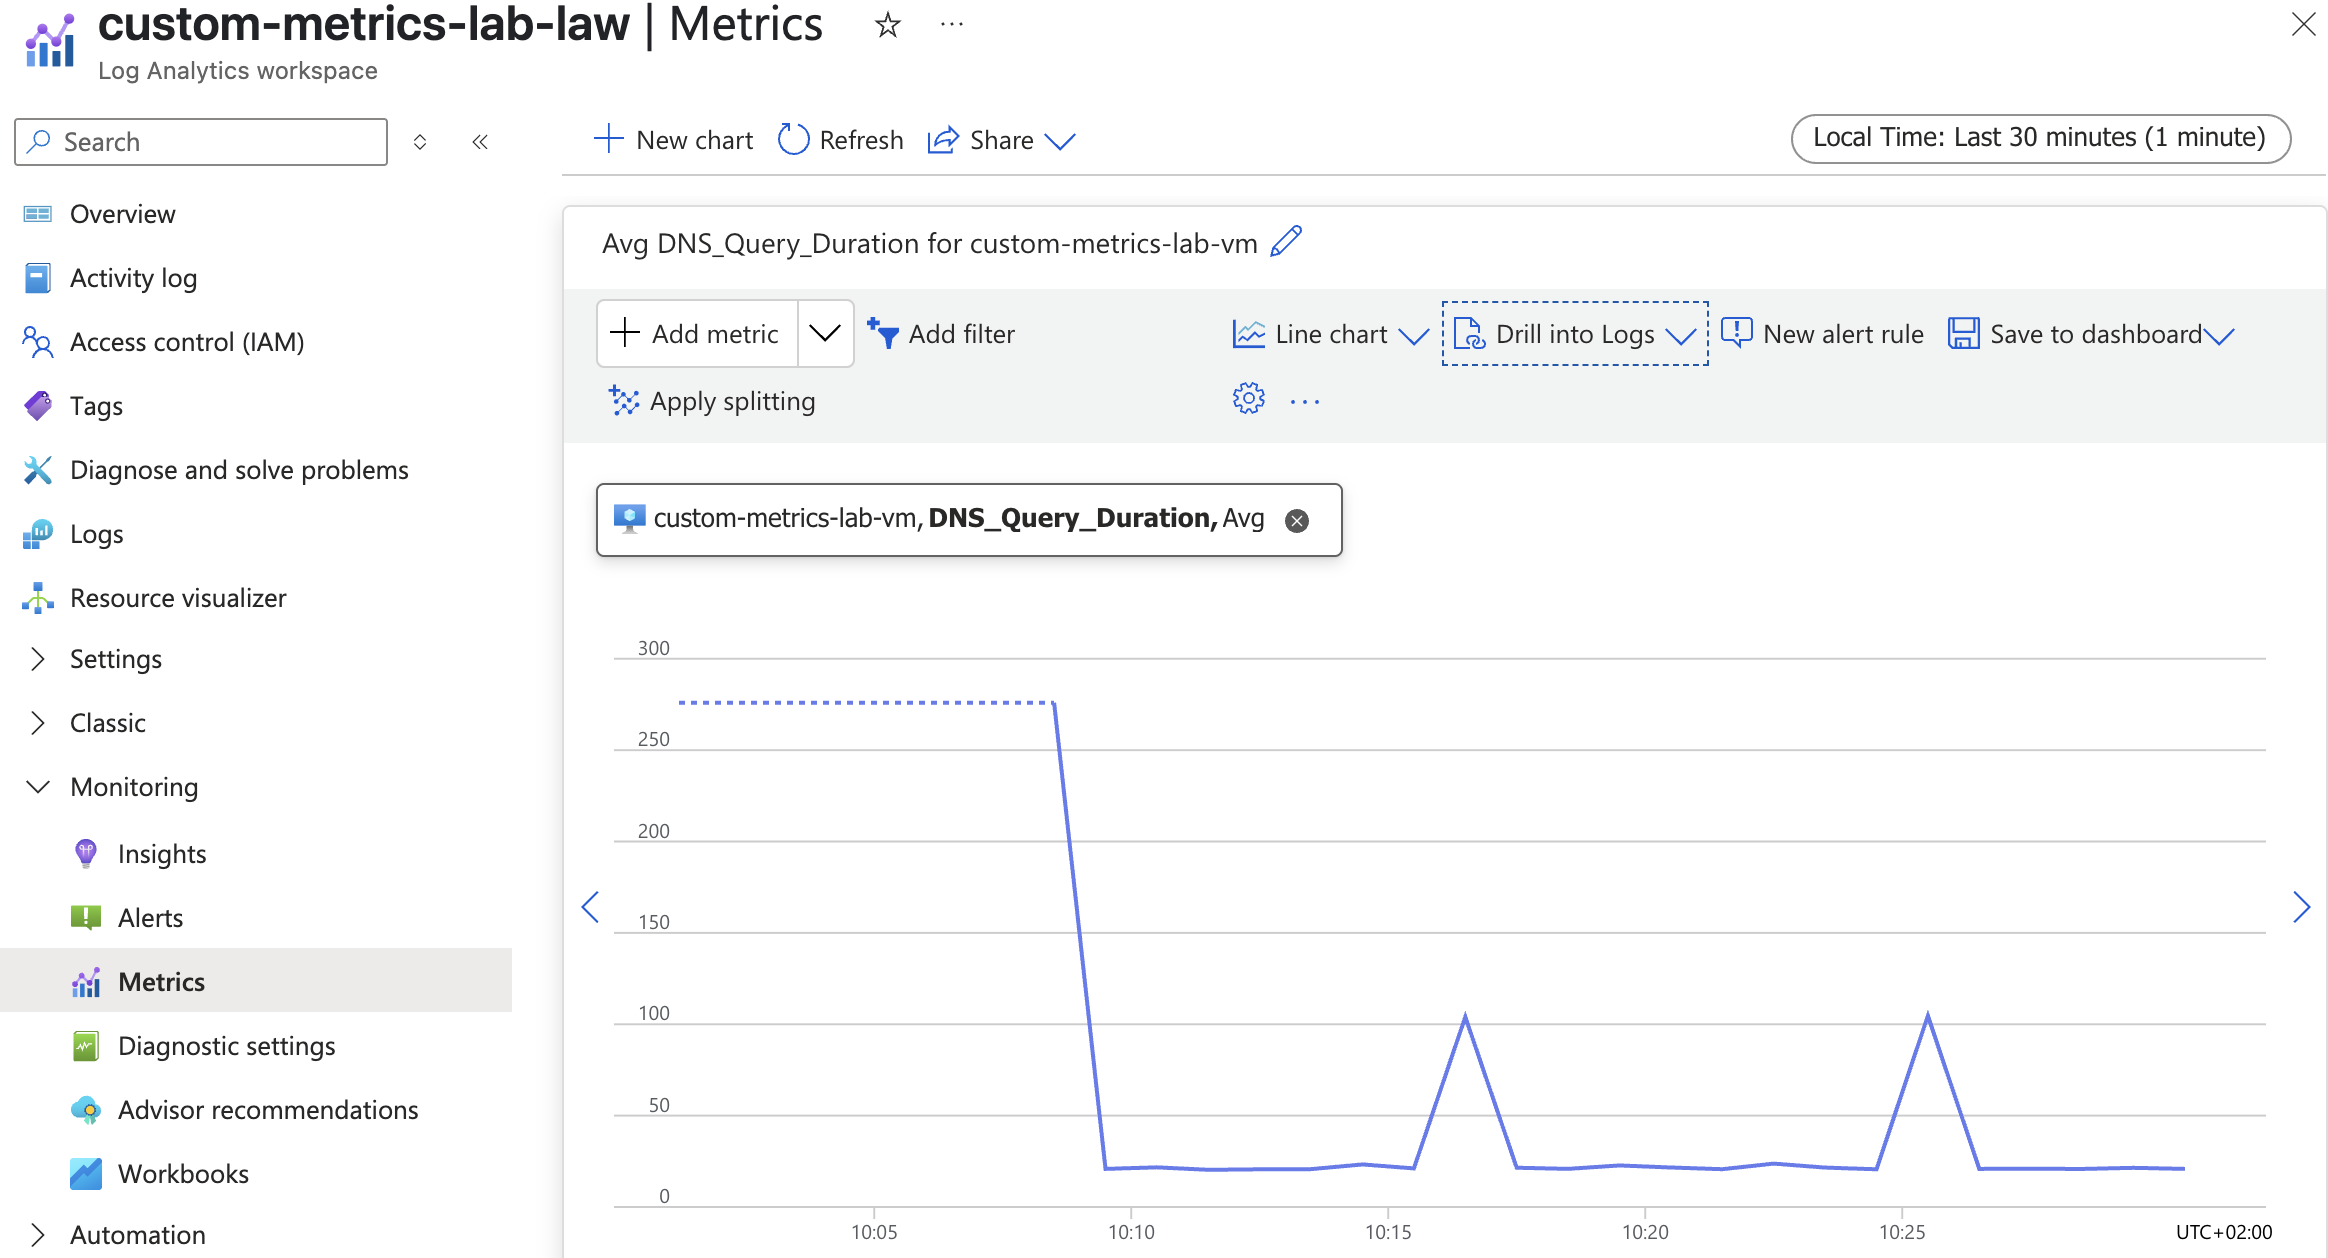 custom-metrics-lab-law | Metrics
Log Analytics workspace
Search
New chart
Refresh
Share
Local Time: Last 30 minutes (1 minute)
Overview
Activity log
Access control (IAM)
Tags
Diagnose and solve problems
Logs
Resource visualizer
Settings
Classic
Monitoring
Insights
Alerts
Metrics
Diagnostic settings
Advisor recommendations
Workbooks
Automation
Avg DNS_Query_Duration for custom-metrics-lab-vm
Add metric
Add filter
Line chart
Drill into Logs
New alert rule
Save to dashboard
Apply splitting
custom-metrics-lab-vm, DNS_Query_Duration, Avg
300
250
200
150
100
50
0
10:05
10:10
10:15
10:20
10:25
UTC+02:00